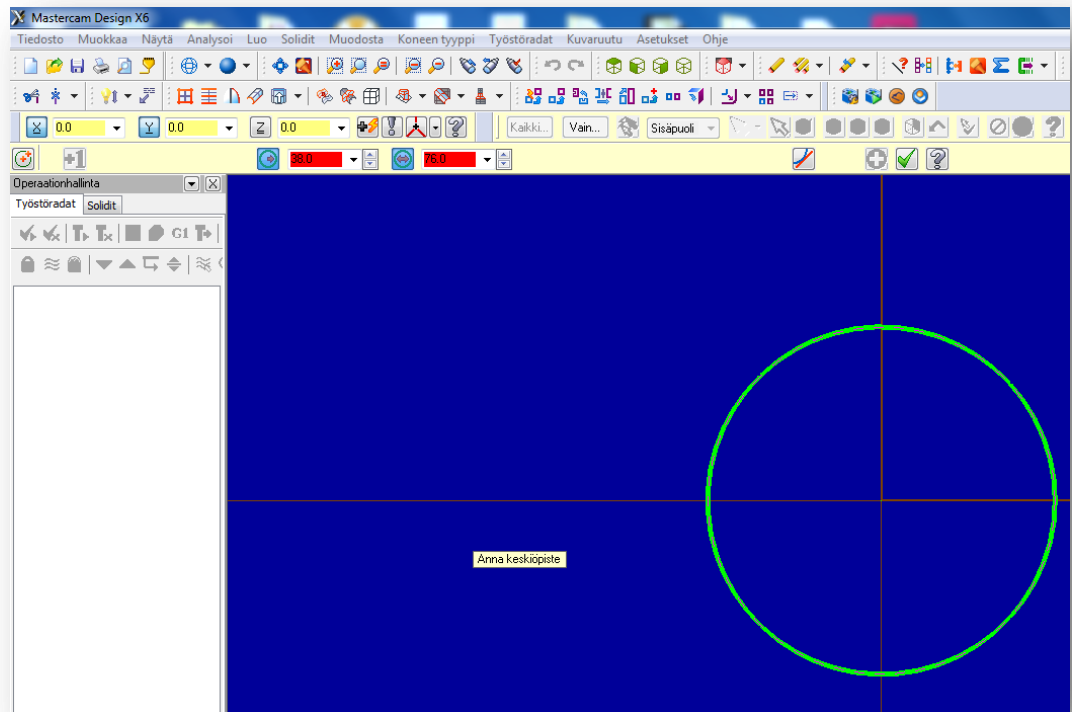 Mastercam Design X6
Tiedosto Muokkaa Näytä Analysoi Luo Solidit Muodosta Koneen tyyppi Työstöradat Kuvaruutu Asetukset Ohje
X 0.0 Y 0.0 Z 0.0 Kaikki... Vain... Sisäpuoli
+1 38.0 76.0
Operaationhallinta
Työstöradat Solidit
G1
Anna keskiöpiste